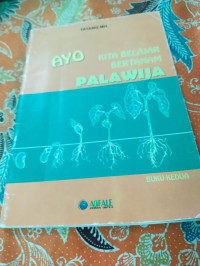 AYO
KITA BELAJAR
BERTANAM
PALAWIJA
BUKU KEDUA